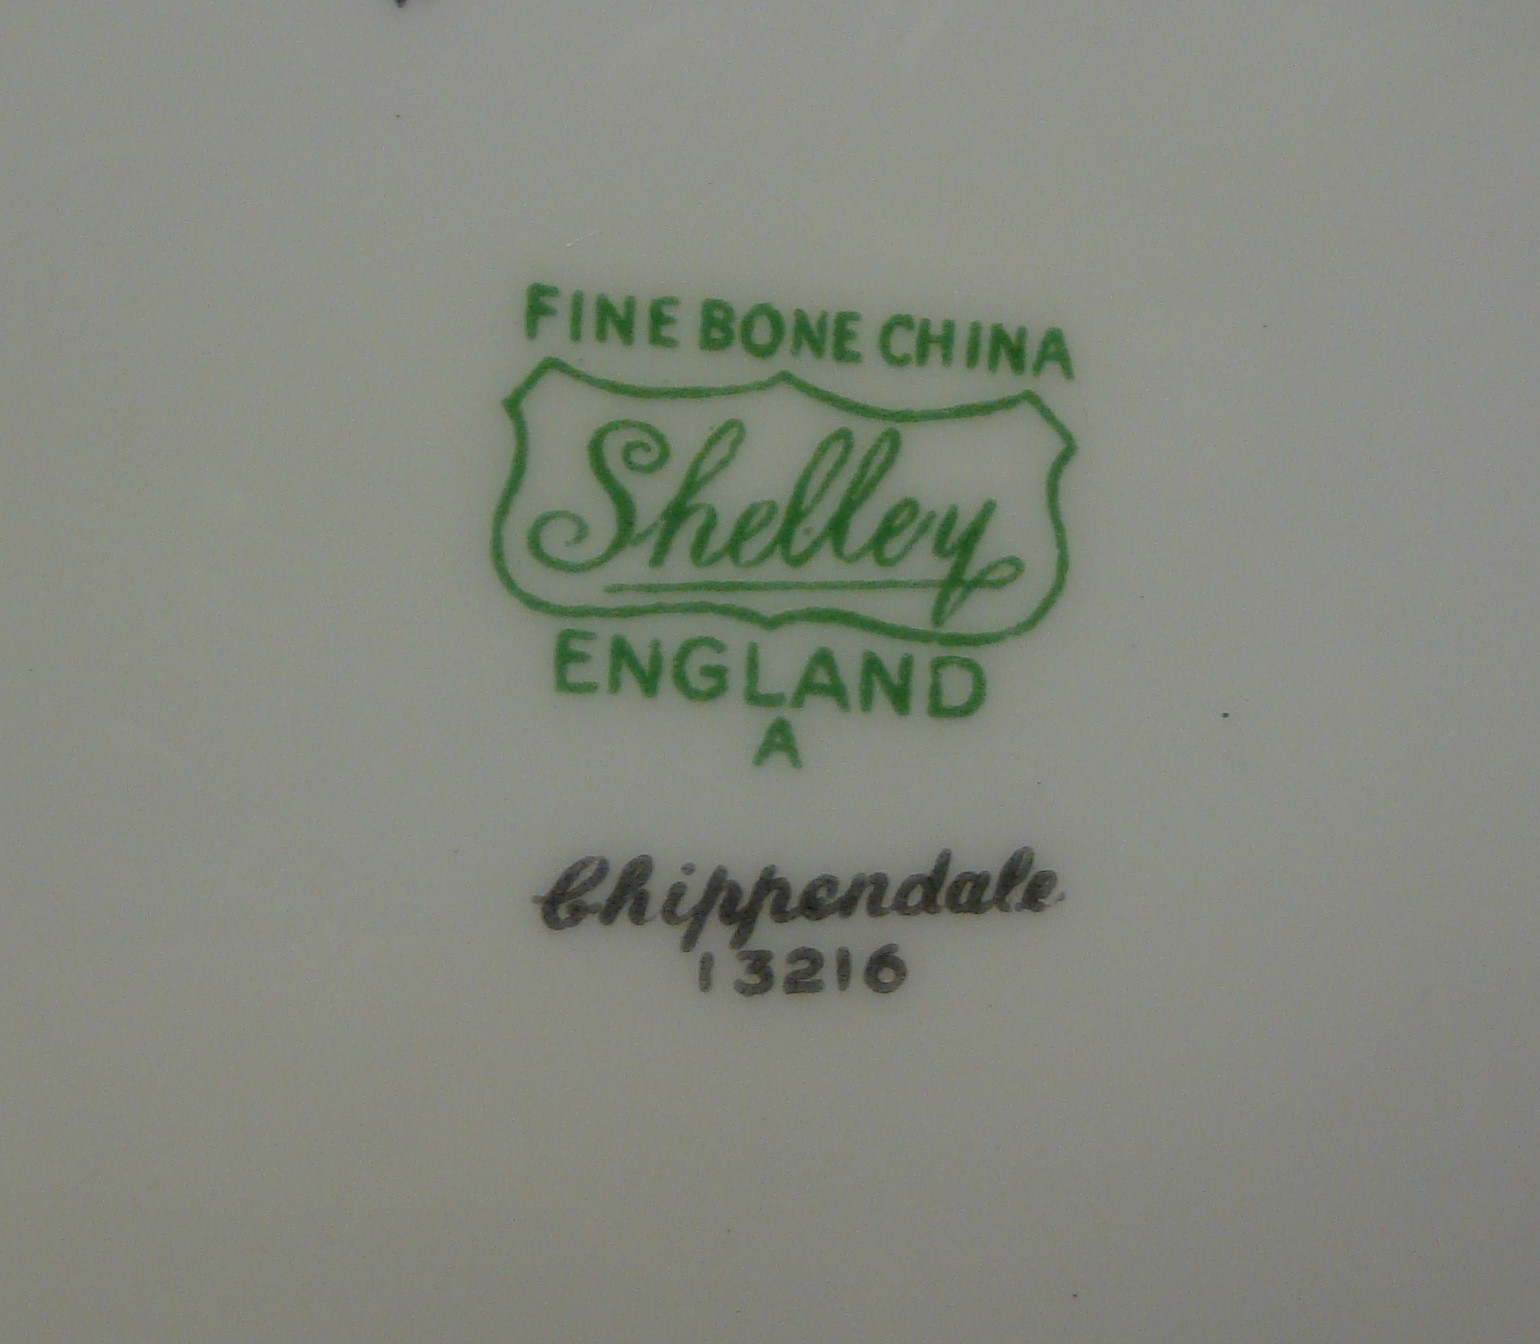 FINE BONE CHINA
Shelley
ENGLAND
A
Chippendale
13216